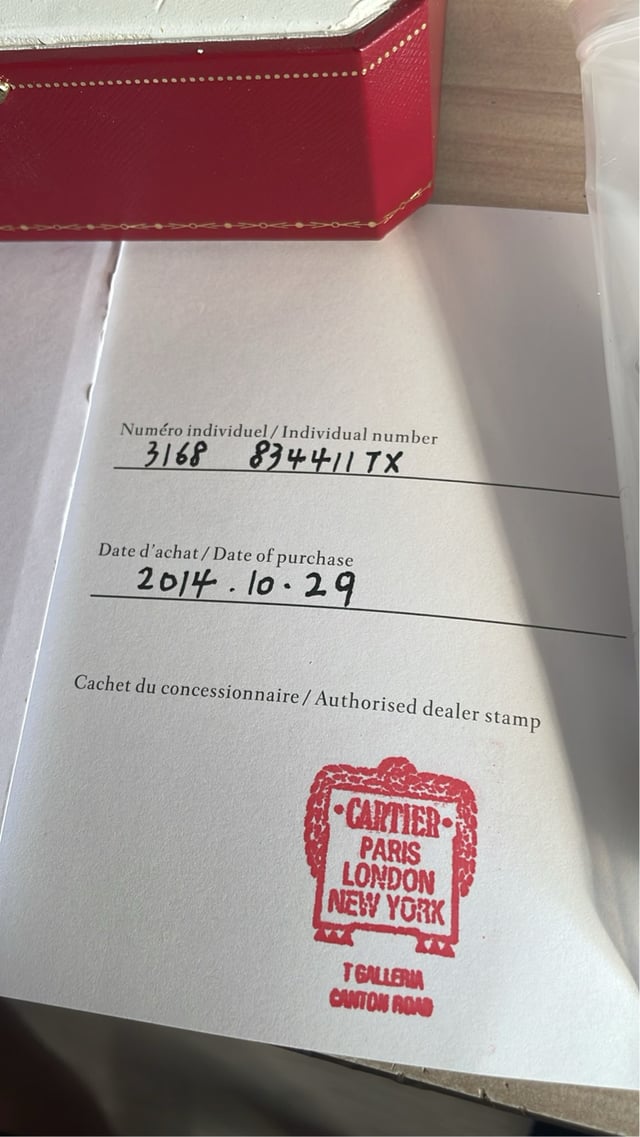 Numéro individuel / Individual number
3168 834411TX
Date d'achat / Date of purchase
2014.10.29
Cachet du concessionnaire / Authorised dealer stamp
·CARTIER·
PARIS
LONDON
NEW YORK
T GALLERIA
CANTON ROAD